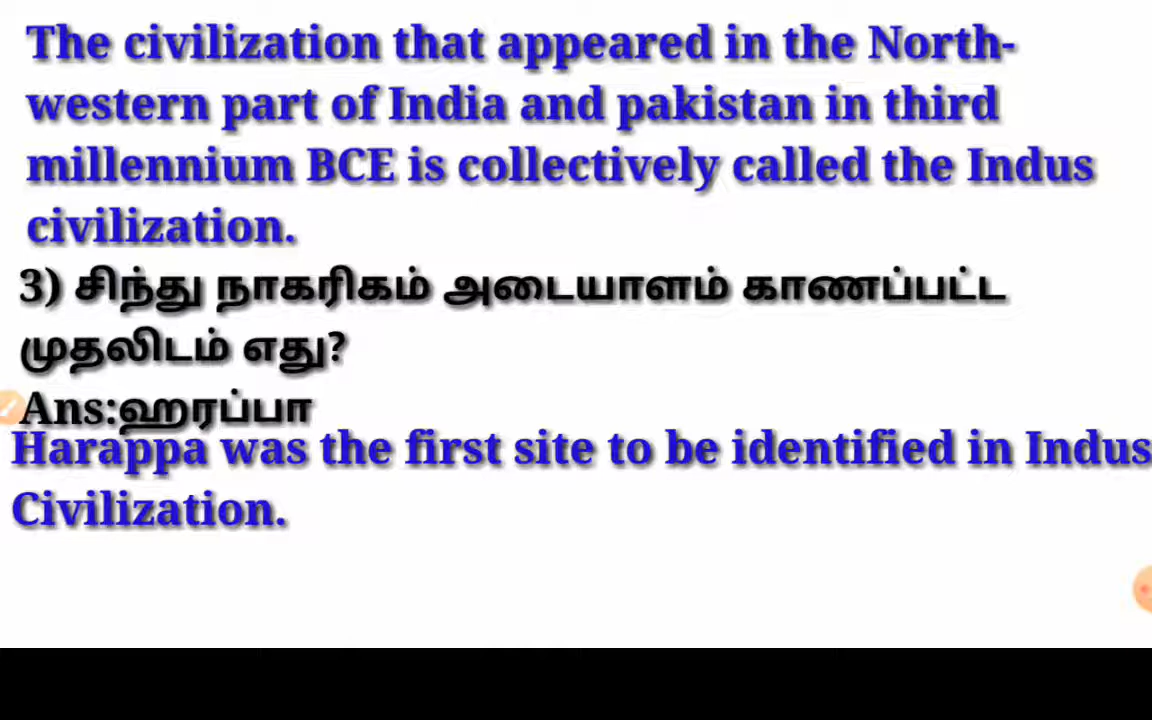 The civilization that appeared in the North-
western part of India and pakistan in third
millennium BCE is collectively called the Indus
civilization.
3) சிந்து நாகரிகம் அடையாளம் காணப்பட்ட
முதலிடம் எது?
Ans:ஹரப்பா
Harappa was the first site to be identified in Indus
Civilization.